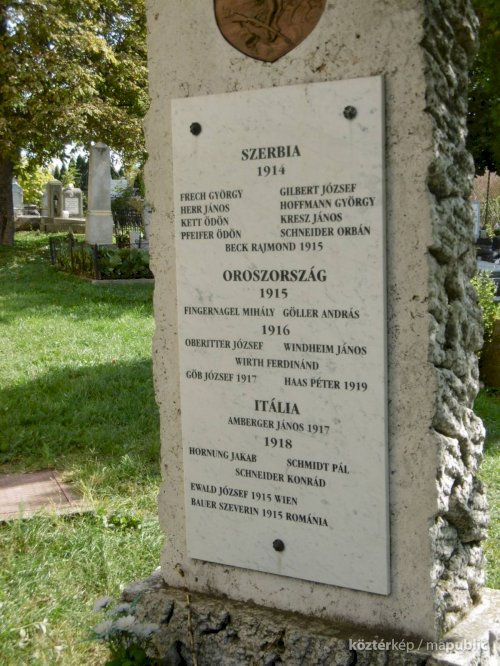 SZERBIA
1914
FRECH GYÖRGY GILBERT JÓZSEF
HERR JÁNOS HOFFMANN GYÖRGY
KETT ÖDÖN KRESZ JÁNOS
PFEIFER ÖDÖN SCHNEIDER ORBÁN
BECK RAJMOND 1915
OROSZORSZÁG
1915
FINGERNAGEL MIHÁLY GÖLLER ANDRÁS
1916
OBERITTER JÓZSEF WINDHEIM JÁNOS
WIRTH FERDINÁND
GÖB JÓZSEF 1917 HAAS PÉTER 1919
ITÁLIA
AMBERGER JÁNOS 1917
1918
HORNUNG JAKAB SCHMIDT PÁL
SCHNEIDER KONRÁD
EWALD JÓZSEF 1915 WIEN
BAUER SZEVERIN 1915 ROMÁNIA
köztérkép / mapublic